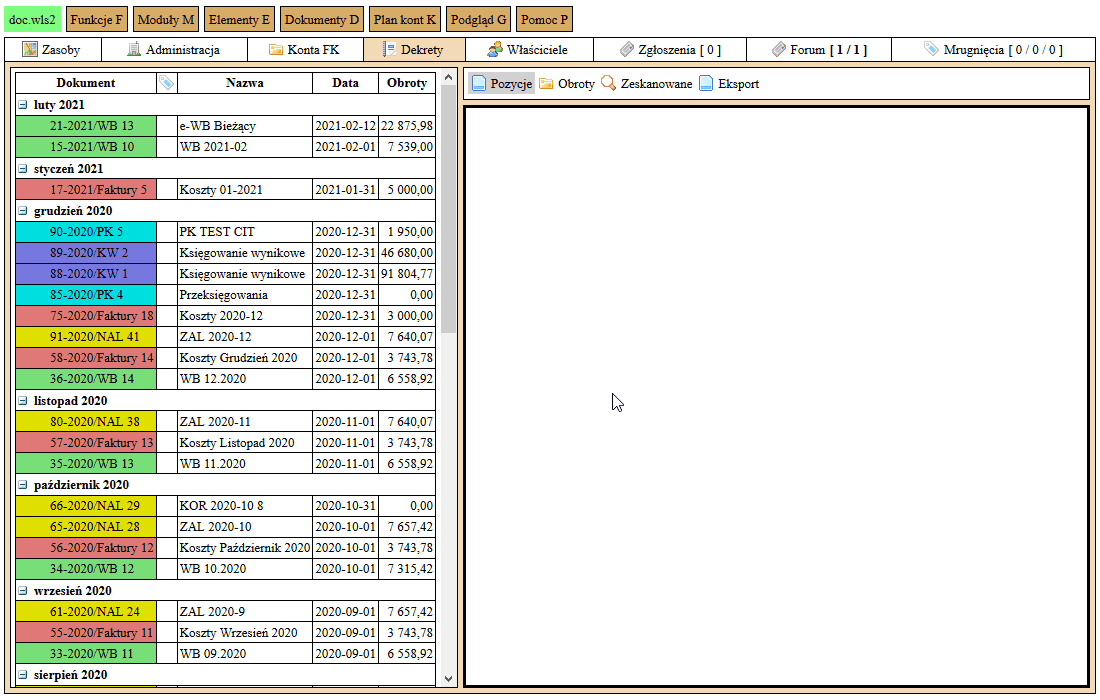 doc.wls2 Funkcje F Moduły M Elementy E Dokumenty D Plan kont K Podgląd G Pomoc P
Zasoby Administracja Konta FK Dekrety Właściciele Zgłoszenia [ 0 ] Forum [ 1 / 1 ] Mrugnięcia [ 0 / 0 / 0 ]
Pozycje Obroty Zeskanowane Eksport
Dokument Nazwa Data Obroty
luty 2021
21-2021/WB 13 e-WB Bieżący 2021-02-12 22 875,98
15-2021/WB 10 WB 2021-02 2021-02-01 7 539,00
styczeń 2021
17-2021/Faktury 5 Koszty 01-2021 2021-01-31 5 000,00
grudzień 2020
90-2020/PK 5 PK TEST CIT 2020-12-31 1 950,00
89-2020/KW 2 Księgowanie wynikowe 2020-12-31 46 680,00
88-2020/KW 1 Księgowanie wynikowe 2020-12-31 91 804,77
85-2020/PK 4 Przeksięgowania 2020-12-31 0,00
75-2020/Faktury 18 Koszty 2020-12 2020-12-31 3 000,00
91-2020/NAL 41 ZAL 2020-12 2020-12-01 7 640,07
58-2020/Faktury 14 Koszty Grudzień 2020 2020-12-01 3 743,78
36-2020/WB 14 WB 12.2020 2020-12-01 6 558,92
listopad 2020
80-2020/NAL 38 ZAL 2020-11 2020-11-01 7 640,07
57-2020/Faktury 13 Koszty Listopad 2020 2020-11-01 3 743,78
35-2020/WB 13 WB 11.2020 2020-11-01 6 558,92
październik 2020
66-2020/NAL 29 KOR 2020-10 8 2020-10-31 0,00
65-2020/NAL 28 ZAL 2020-10 2020-10-01 7 657,42
56-2020/Faktury 12 Koszty Październik 2020 2020-10-01 3 743,78
34-2020/WB 12 WB 10.2020 2020-10-01 7 315,42
wrzesień 2020
61-2020/NAL 24 ZAL 2020-9 2020-09-01 7 657,42
55-2020/Faktury 11 Koszty Wrzesień 2020 2020-09-01 3 743,78
33-2020/WB 11 WB 09.2020 2020-09-01 6 558,92
sierpień 2020